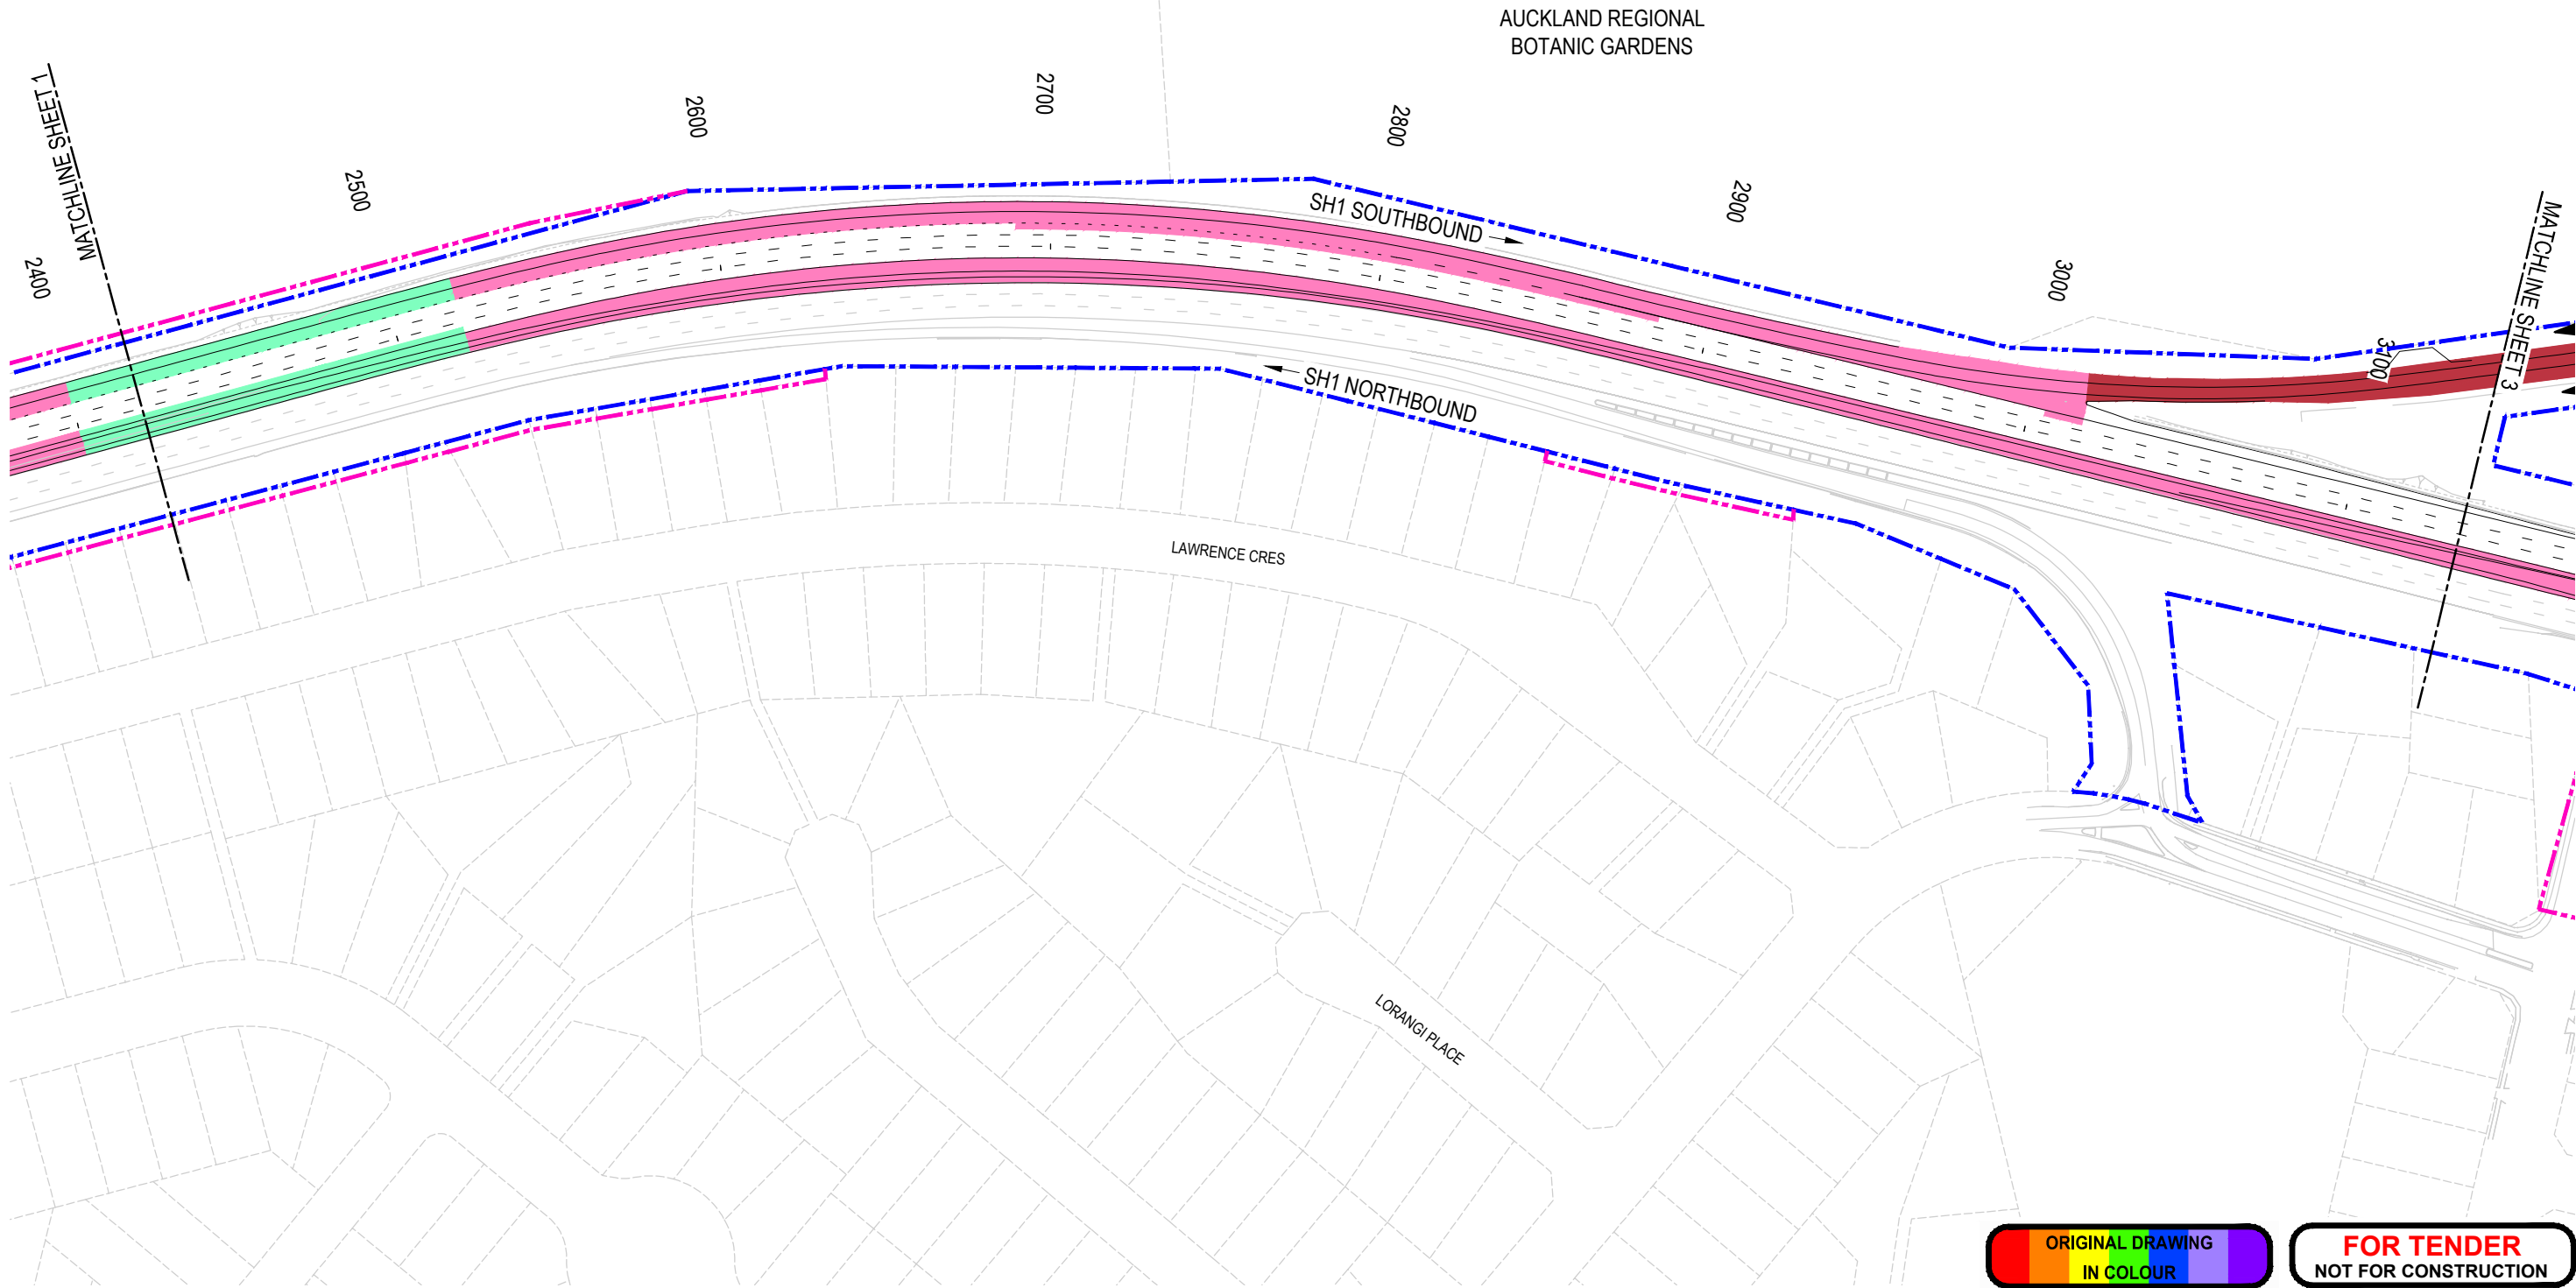 AUCKLAND REGIONAL
BOTANIC GARDENS
MATCHLINE SHEET 1
2400
2500
2600
2700
2800
2900
3000
3100
MATCHLINE SHEET 3
SH1 SOUTHBOUND
SH1 NORTHBOUND
LAWRENCE CRES
LORANGI PLACE
ORIGINAL DRAWING
IN COLOUR
FOR TENDER
NOT FOR CONSTRUCTION